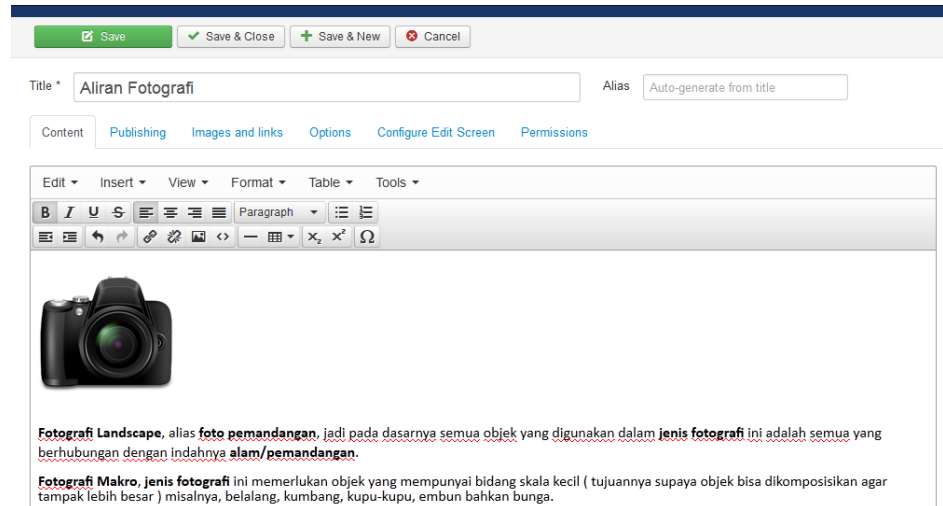 Save Save & Close Save & New Cancel
Title * Aliran Fotografi Alias Auto-generate from title
Content Publishing Images and links Options Configure Edit Screen Permissions
Edit Insert View Format Table Tools
B I U S Paragraph
x₂ x² Ω
Fotografi Landscape, alias foto pemandangan, jadi pada dasarnya semua objek yang digunakan dalam jenis fotografi ini adalah semua yang
berhubungan dengan indahnya alam/pemandangan.
Fotografi Makro, jenis fotografi ini memerlukan objek yang mempunyai bidang skala kecil ( tujuannya supaya objek bisa dikomposisikan agar
tampak lebih besar ) misalnya, belalang, kumbang, kupu-kupu, embun bahkan bunga.